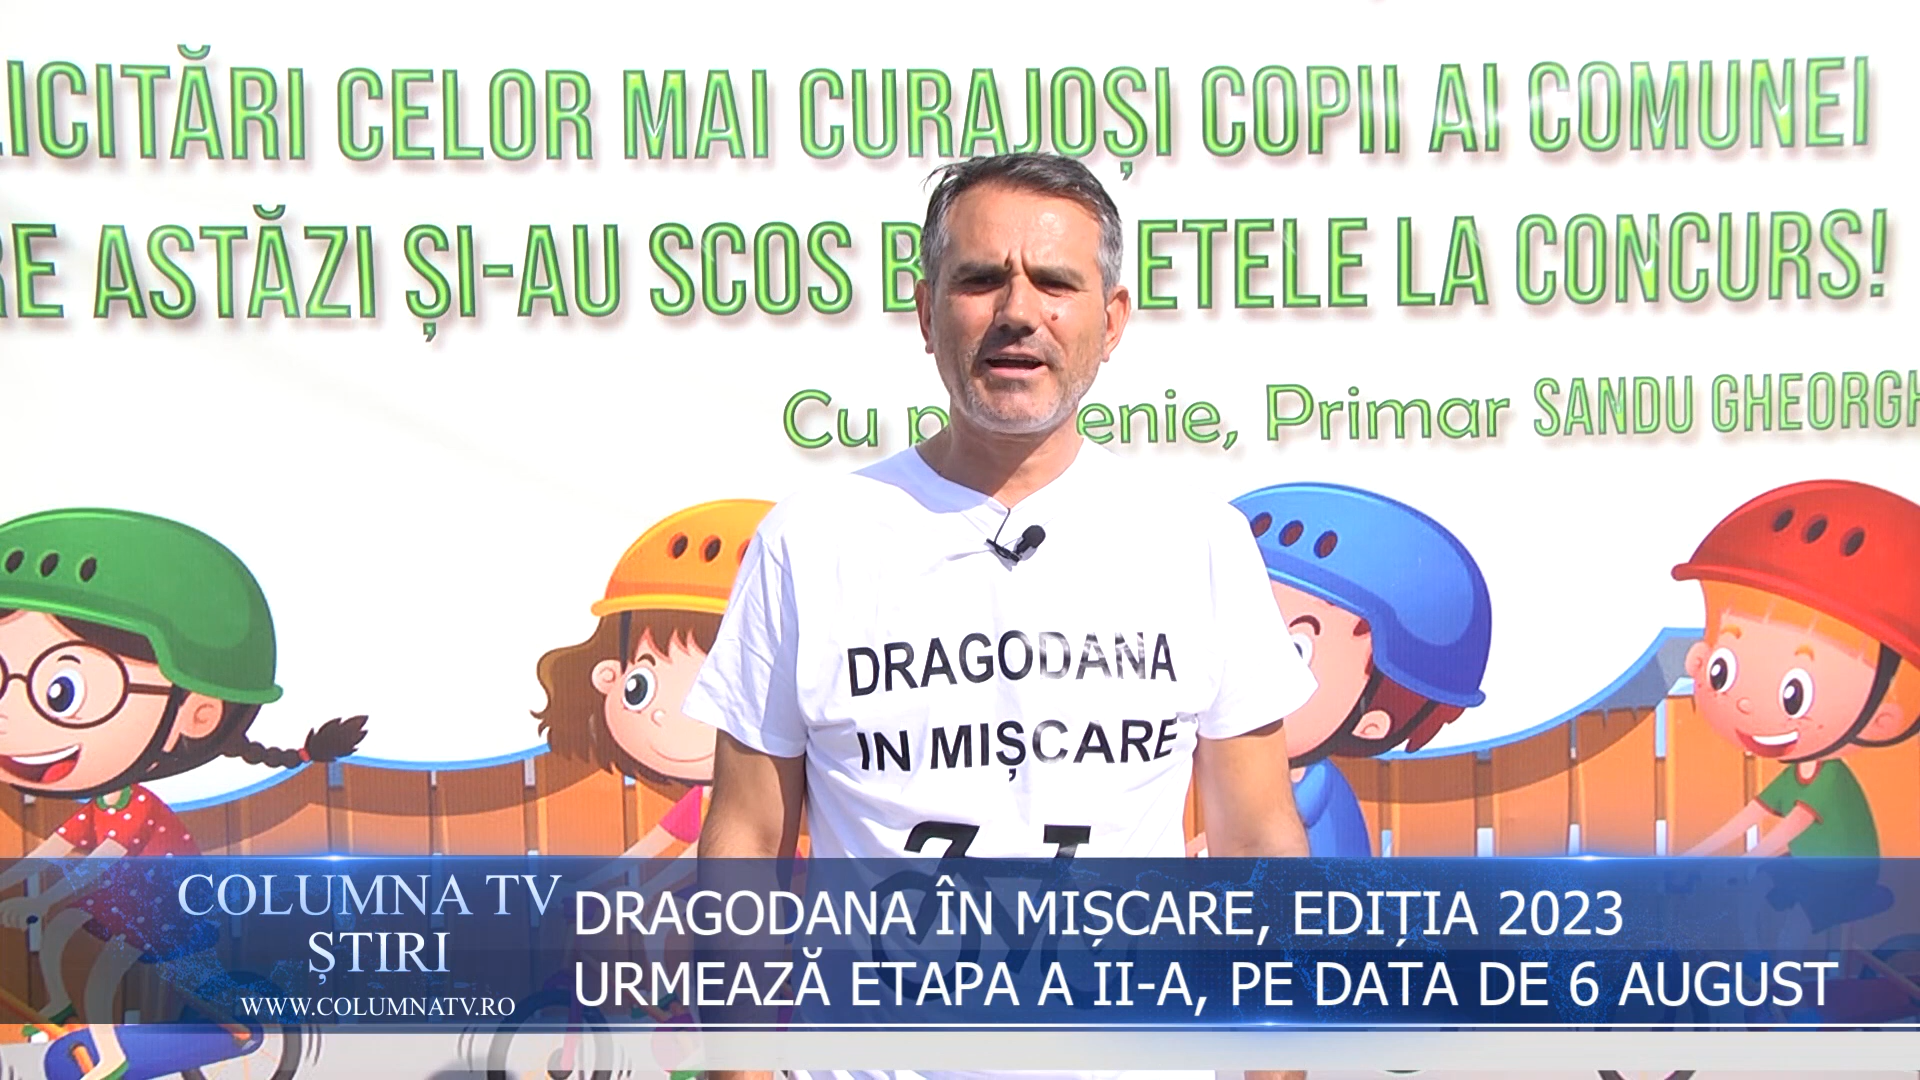 LICITĂRI CELOR MAI CURAJOȘI COPII AI COMUNEI
RE ASTĂZI ȘI-AU SCOS B ETELE LA CONCURS!
Cu p enie, Primar SANDU GHEORGH
DRAGODANA
IN MIȘCARE
COLUMNA TV
ȘTIRI
WWW.COLUMNATV.RO
DRAGODANA ÎN MIȘCARE, EDIȚIA 2023
URMEAZĂ ETAPA A II-A, PE DATA DE 6 AUGUST